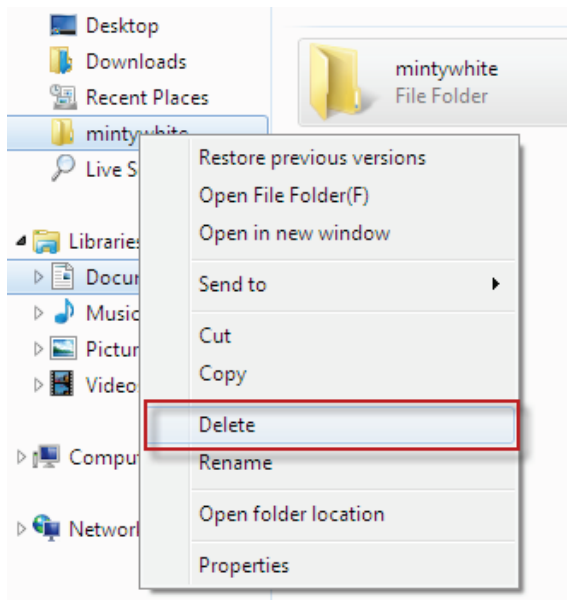 Desktop
Downloads
Recent Places
mintywhite
Live S
Libraries
Docur
Music
Pictur
Video
Comput
Network
mintywhite
File Folder
Restore previous versions
Open File Folder(F)
Open in new window
Send to
Cut
Copy
Delete
Rename
Open folder location
Properties